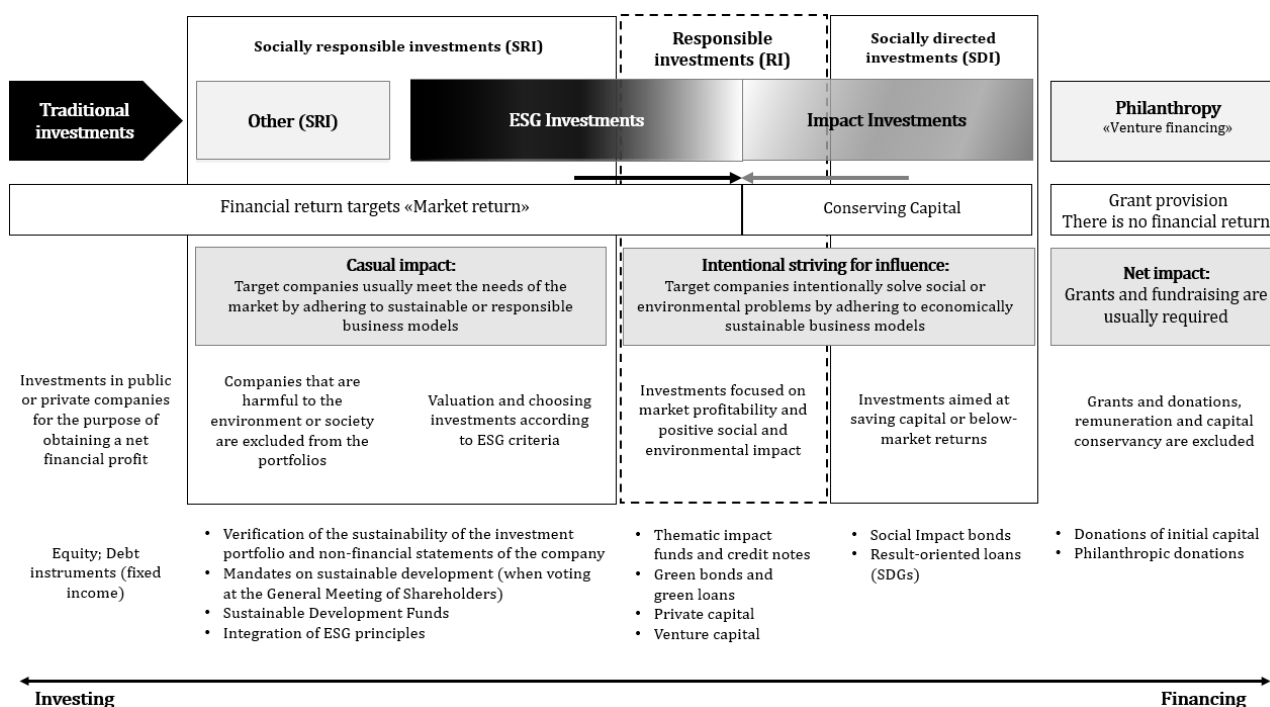 Socially responsible investments (SRI)
Responsible
investments (RI)
Socially directed
investments (SDI)
Traditional
investments
Other (SRI)
ESG Investments
Impact Investments
Philanthropy
«Venture financing»
Financial return targets «Market return»
Conserving Capital
Grant provision
There is no financial return
Casual impact:
Target companies usually meet the needs of the
market by adhering to sustainable or responsible
business models
Intentional striving for influence:
Target companies intentionally solve social or
environmental problems by adhering to economically
sustainable business models
Net impact:
Grants and fundraising are
usually required
Investments in public
or private companies
for the purpose of
obtaining a net
financial profit
Companies that are
harmful to the
environment or society
are excluded from the
portfolios
Valuation and choosing
investments according
to ESG criteria
Investments focused on
market profitability and
positive social and
environmental impact
Investments aimed at
saving capital or below-
market returns
Grants and donations,
remuneration and capital
conservancy are excluded
Equity; Debt
instruments (fixed
income)
• Verification of the sustainability of the investment
portfolio and non-financial statements of the company
• Mandates on sustainable development (when voting
at the General Meeting of Shareholders)
• Sustainable Development Funds
• Integration of ESG principles
• Thematic impact
funds and credit notes
• Green bonds and
green loans
• Private capital
• Venture capital
• Social Impact bonds
• Result-oriented loans
(SDGs)
• Donations of initial capital
• Philanthropic donations
Investing
Financing